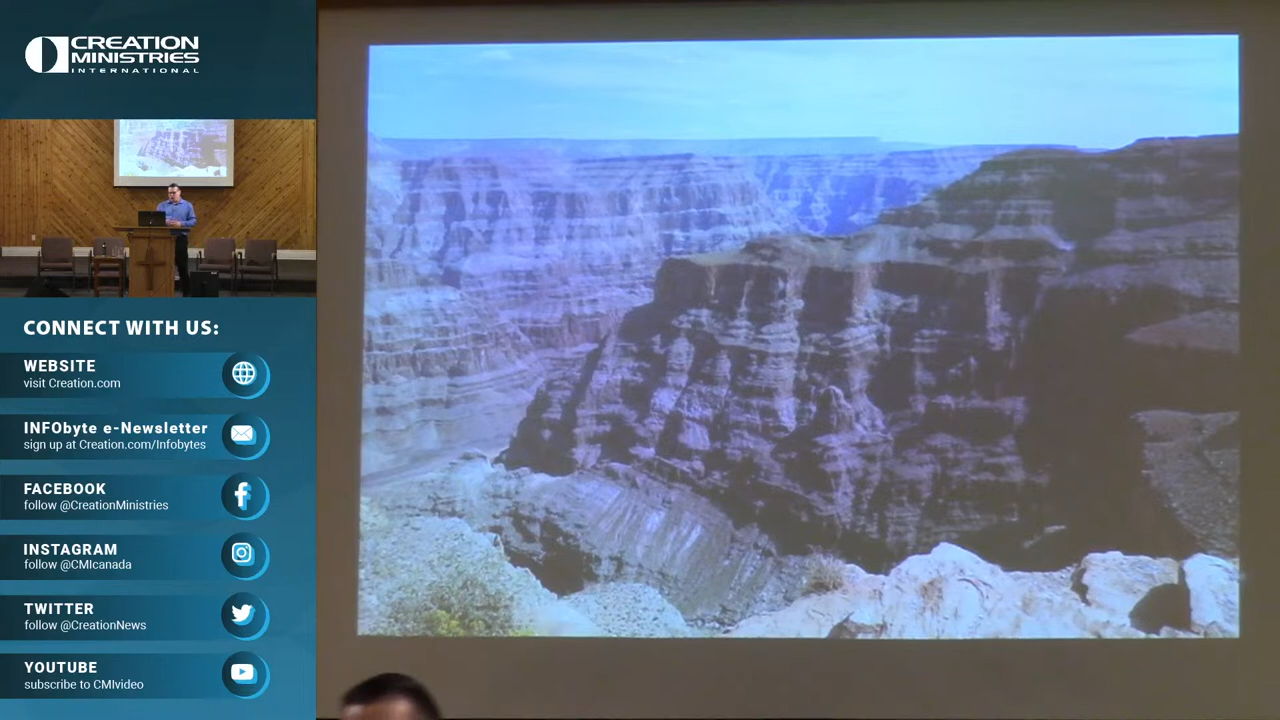 CREATION
MINISTRIES
INTERNATIONAL
CONNECT WITH US:
WEBSITE
visit Creation.com
INFObyte e-Newsletter
sign up at Creation.com/Infobytes
FACEBOOK
follow @CreationMinistries
INSTAGRAM
follow @CMIcanada
TWITTER
follow @CreationNews
YOUTUBE
subscribe to CMIvideo